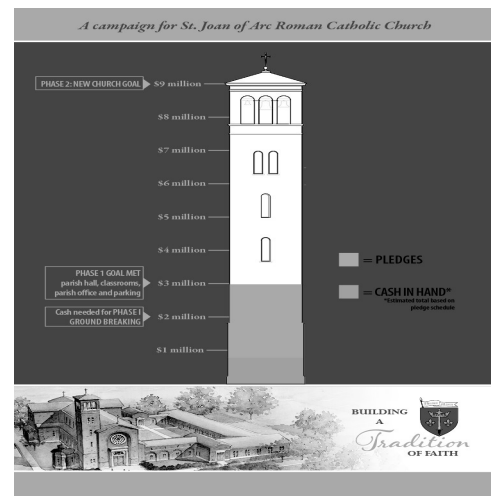 A campaign for St. Joan of Arc Roman Catholic Church
PHASE 2: NEW CHURCH GOAL
$9 million
$8 million
$7 million
$6 million
$5 million
$4 million
PHASE 1 GOAL MET
parish hall, classrooms,
parish office and parking
$3 million
Cash needed for PHASE I
GROUND BREAKING
$2 million
$1 million
= PLEDGES
= CASH IN HAND*
*Estimated total based on
pledge schedule
BUILDING
A
Tradition
OF FAITH